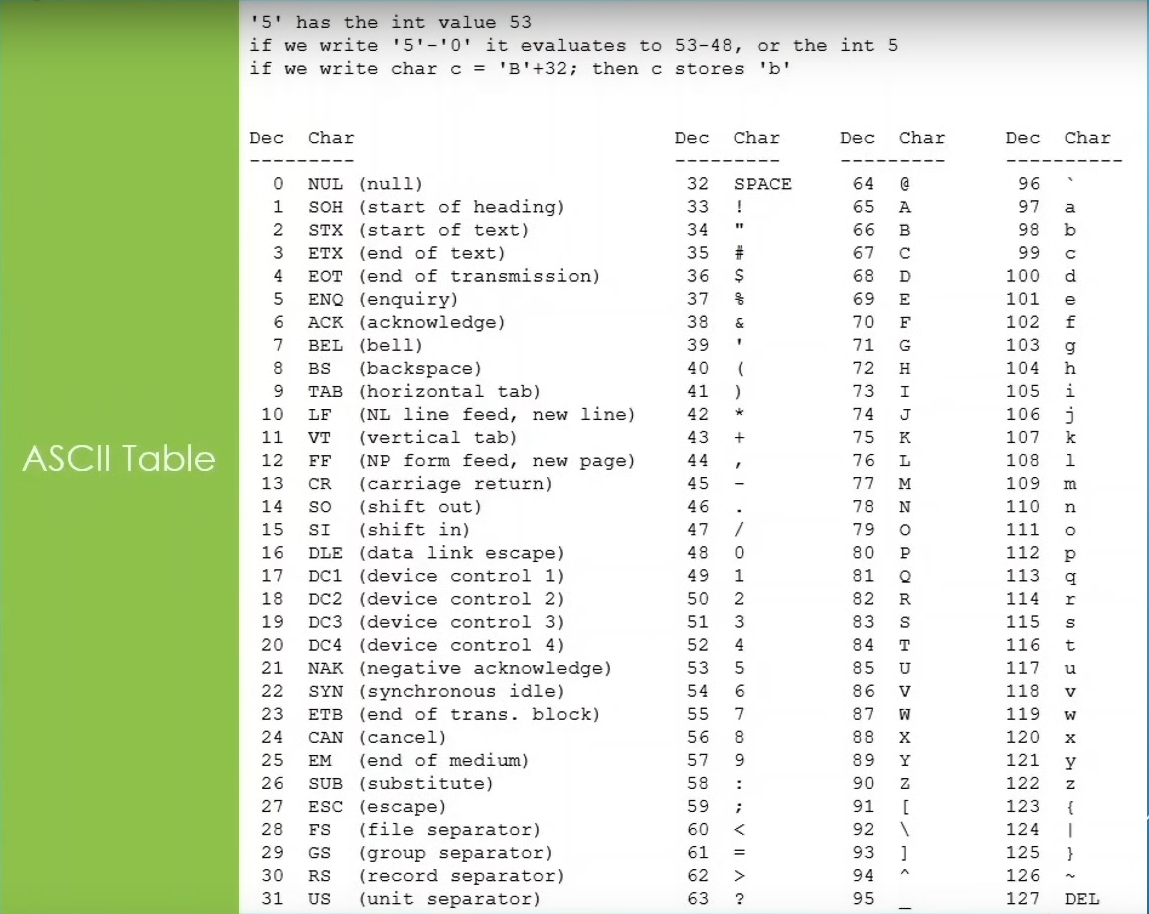 '5' has the int value 53
if we write '5'-'0' it evaluates to 53-48, or the int 5
if we write char c = 'B'+32; then c stores 'b'
ASCII Table
Dec  Char                           Dec  Char     Dec  Char     Dec  Char
---------                           ---------     ---------     ----------
  0  NUL (null)                      32  SPACE     64  @         96  `
  1  SOH (start of heading)          33  !         65  A         97  a
  2  STX (start of text)             34  "         66  B         98  b
  3  ETX (end of text)               35  #         67  C         99  c
  4  EOT (end of transmission)       36  $         68  D        100  d
  5  ENQ (enquiry)                   37  %         69  E        101  e
  6  ACK (acknowledge)               38  &         70  F        102  f
  7  BEL (bell)                      39  '         71  G        103  g
  8  BS  (backspace)                 40  (         72  H        104  h
  9  TAB (horizontal tab)            41  )         73  I        105  i
 10  LF  (NL line feed, new line)    42  *         74  J        106  j
 11  VT  (vertical tab)              43  +         75  K        107  k
 12  FF  (NP form feed, new page)    44  ,         76  L        108  l
 13  CR  (carriage return)           45  -         77  M        109  m
 14  SO  (shift out)                 46  .         78  N        110  n
 15  SI  (shift in)                  47  /         79  O        111  o
 16  DLE (data link escape)          48  0         80  P        112  p
 17  DC1 (device control 1)          49  1         81  Q        113  q
 18  DC2 (device control 2)          50  2         82  R        114  r
 19  DC3 (device control 3)          51  3         83  S        115  s
 20  DC4 (device control 4)          52  4         84  T        116  t
 21  NAK (negative acknowledge)      53  5         85  U        117  u
 22  SYN (synchronous idle)          54  6         86  V        118  v
 23  ETB (end of trans. block)       55  7         87  W        119  w
 24  CAN (cancel)                    56  8         88  X        120  x
 25  EM  (end of medium)             57  9         89  Y        121  y
 26  SUB (substitute)                58  :         90  Z        122  z
 27  ESC (escape)                    59  ;         91  [        123  {
 28  FS  (file separator)            60  <         92  \        124  |
 29  GS  (group separator)           61  =         93  ]        125  }
 30  RS  (record separator)          62  >         94  ^        126  ~
 31  US  (unit separator)            63  ?         95  _        127  DEL